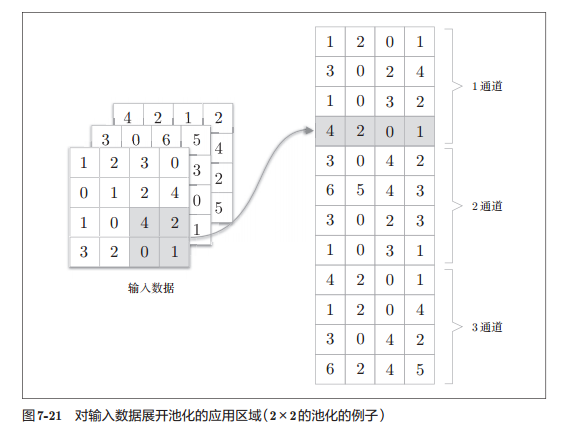 4 2 1 2
3 0 6 5 4
1 2 3 0 3 2
0 1 2 4 0 5
1 0 4 2 1
3 2 0 1
输入数据
1 2 0 1
3 0 2 4
1 0 3 2
4 2 0 1
1 通道
3 0 4 2
6 5 4 3
3 0 2 3
1 0 3 1
2 通道
4 2 0 1
1 2 0 4
3 0 4 2
6 2 4 5
3 通道
图 7-21 对输入数据展开池化的应用区域（2×2的池化的例子）